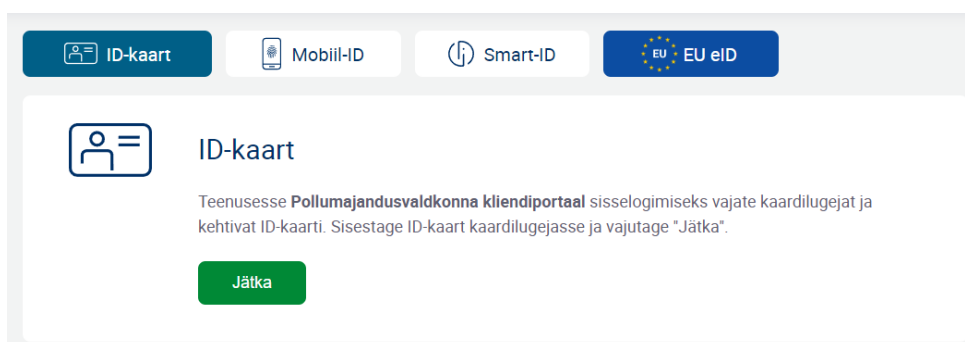 ID-kaart
Mobiil-ID
Smart-ID
EU EU eID
ID-kaart
Teenusesse Pollumajandusvaldkonna kliendiportaal sisselogimiseks vajate kaardilugejat ja
kehtivat ID-kaarti. Sisestage ID-kaart kaardilugejasse ja vajutage "Jätka".
Jätka